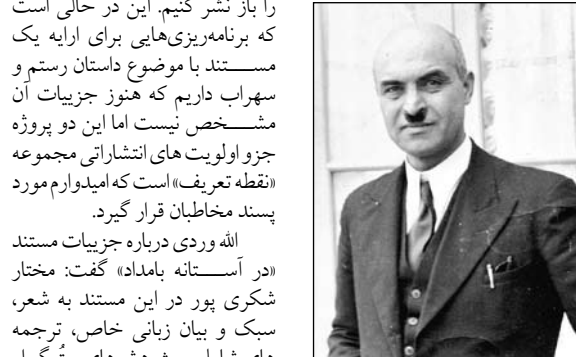 را باز نشر کنیم. این در حالی است
که برنامه‌ریزی‌هایی برای ارایه یک
مستند با موضوع داستان رستم و
سهراب داریم که هنوز جزییات آن
مشخص نیست اما این دو پروژه
جزو اولویت های انتشاراتی مجموعه
«نقطه تعریف» است که امیدوارم مورد
پسند مخاطبان قرار گیرد.
الله وردی درباره جزییات مستند
«در آستانه بامداد» گفت: مختار
شکری پور در این مستند به شعر،
سبک و بیان زبانی خاص، ترجمه